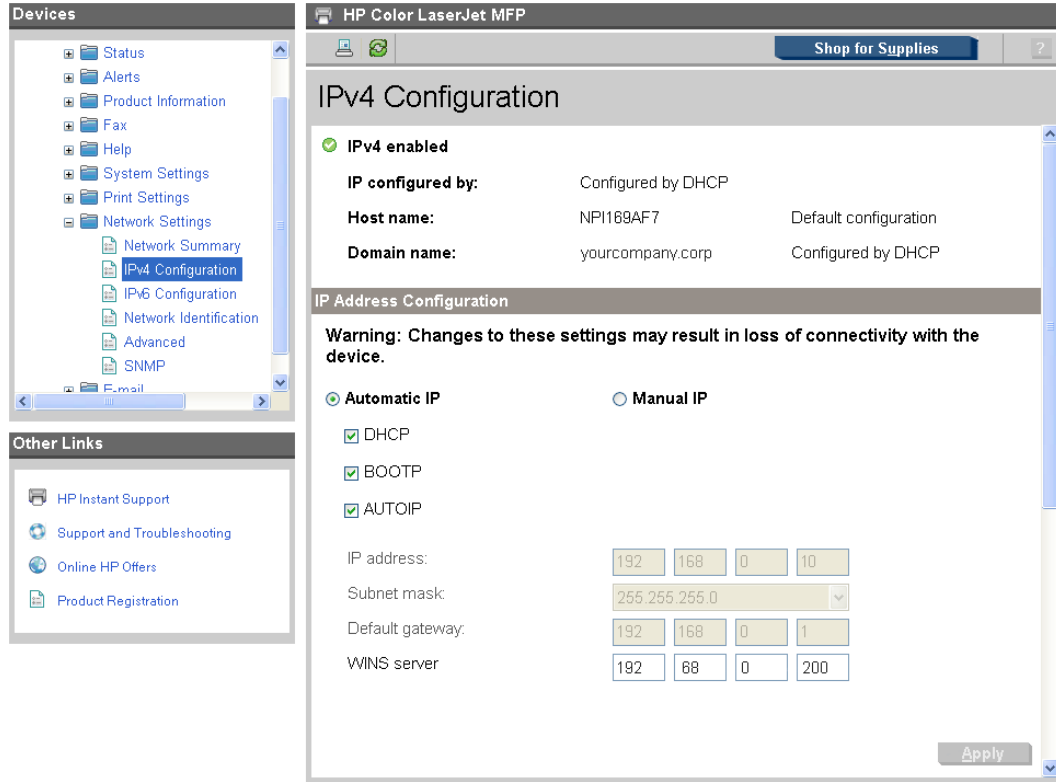 Devices
Status
Alerts
Product Information
Fax
Help
System Settings
Print Settings
Network Settings
Network Summary
IPv4 Configuration
IPv6 Configuration
Network Identification
Advanced
SNMP
E-mail
Other Links
HP Instant Support
Support and Troubleshooting
Online HP Offers
Product Registration
HP Color LaserJet MFP
Shop for Supplies ?
IPv4 Configuration
IPv4 enabled
IP configured by: Configured by DHCP
Host name: NPI169AF7 Default configuration
Domain name: yourcompany.corp Configured by DHCP
IP Address Configuration
Warning: Changes to these settings may result in loss of connectivity with the
device.
Automatic IP Manual IP
DHCP
BOOTP
AUTOIP
IP address: 192 168 0 10
Subnet mask: 255.255.255.0
Default gateway: 192 168 0 1
WINS server 192 68 0 200
Apply